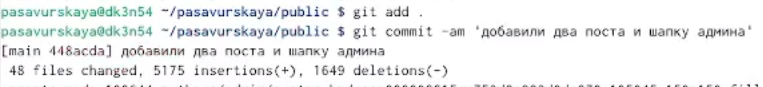 pasavurskaya@dk3n54 ~/pasavurskaya/public $ git add .
pasavurskaya@dk3n54 ~/pasavurskaya/public $ git commit -am 'добавили два поста и шапку админа'
[main 448acda] добавили два поста и шапку админа
48 files changed, 5175 insertions(+), 1649 deletions(-)